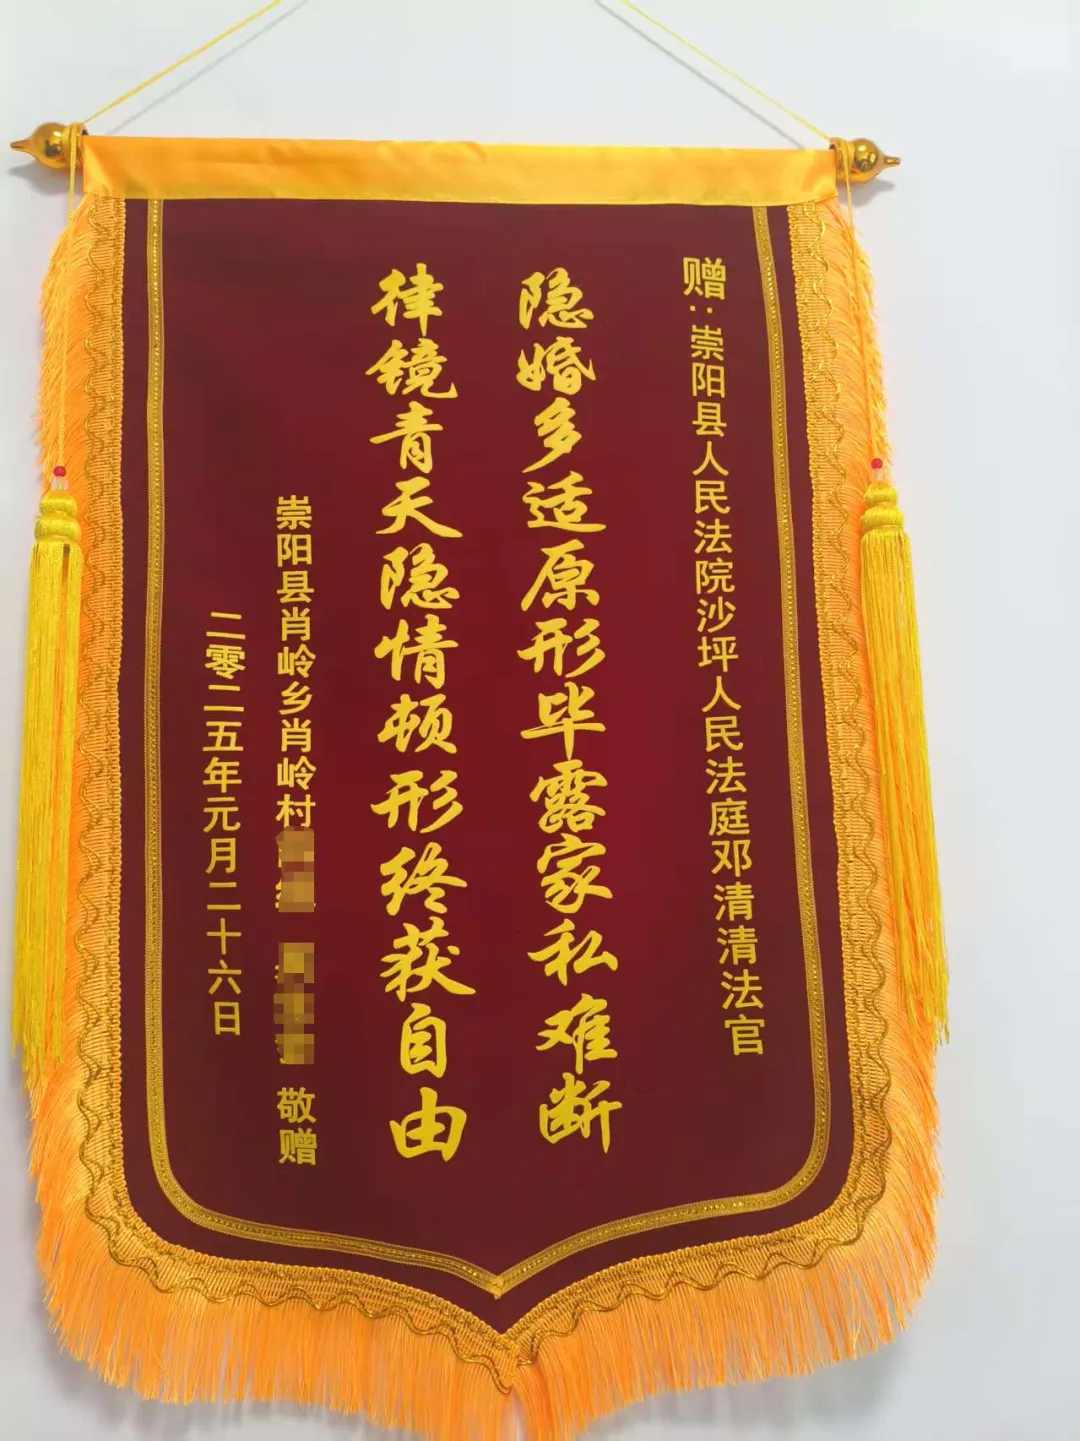 赠:崇阳县人民法院沙坪人民法庭邓清清法官
隐婚多适原形毕露家私难断
律镜青天隐情顿形终获自由
崇阳县肖岭乡肖岭村 敬赠
二零二五年元月二十六日